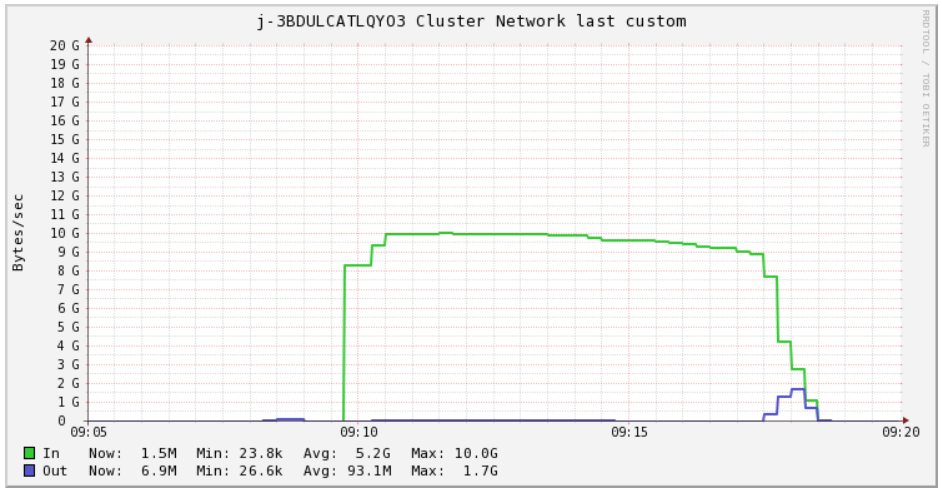 j-3BDULCATLQYO3 Cluster Network last custom
RRDTOOL / TOBI OETIKER
Bytes/sec
20 G
19 G
18 G
17 G
16 G
15 G
14 G
13 G
12 G
11 G
10 G
9 G
8 G
7 G
6 G
5 G
4 G
3 G
2 G
1 G
0
09:05 09:10 09:15 09:20
In Now: 1.5M Min: 23.8k Avg: 5.2G Max: 10.0G
Out Now: 6.9M Min: 26.6k Avg: 93.1M Max: 1.7G